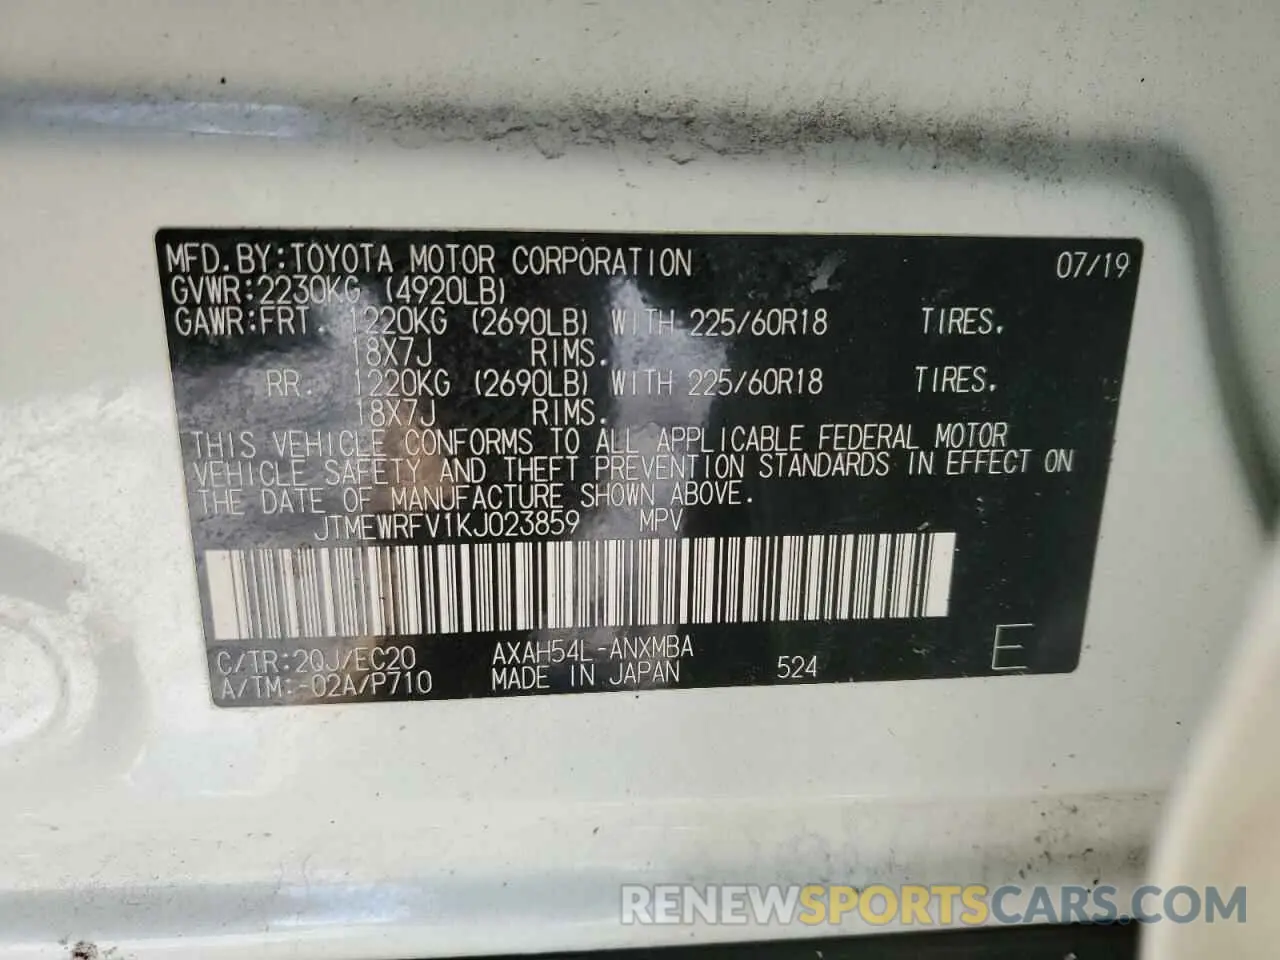 MFD.BY:TOYOTA MOTOR CORPORATION 07/19
GVWR:2230KG (4920LB)
GAWR:FRT. 1220KG (2690LB) WITH 225/60R18 TIRES.
18X7J RIMS.
RR. 1220KG (2690LB) WITH 225/60R18 TIRES.
18X7J RIMS.
THIS VEHICLE CONFORMS TO ALL APPLICABLE FEDERAL MOTOR
VEHICLE SAFETY AND THEFT PREVENTION STANDARDS IN EFFECT ON
THE DATE OF MANUFACTURE SHOWN ABOVE.
JTMEWRFV1KJ023859 MPV
C/TR:2QJ/EC20 AXAH54L-ANXMBA
A/TM:-02A/P710 MADE IN JAPAN 524 E
RENEWSPORTSCARS.COM